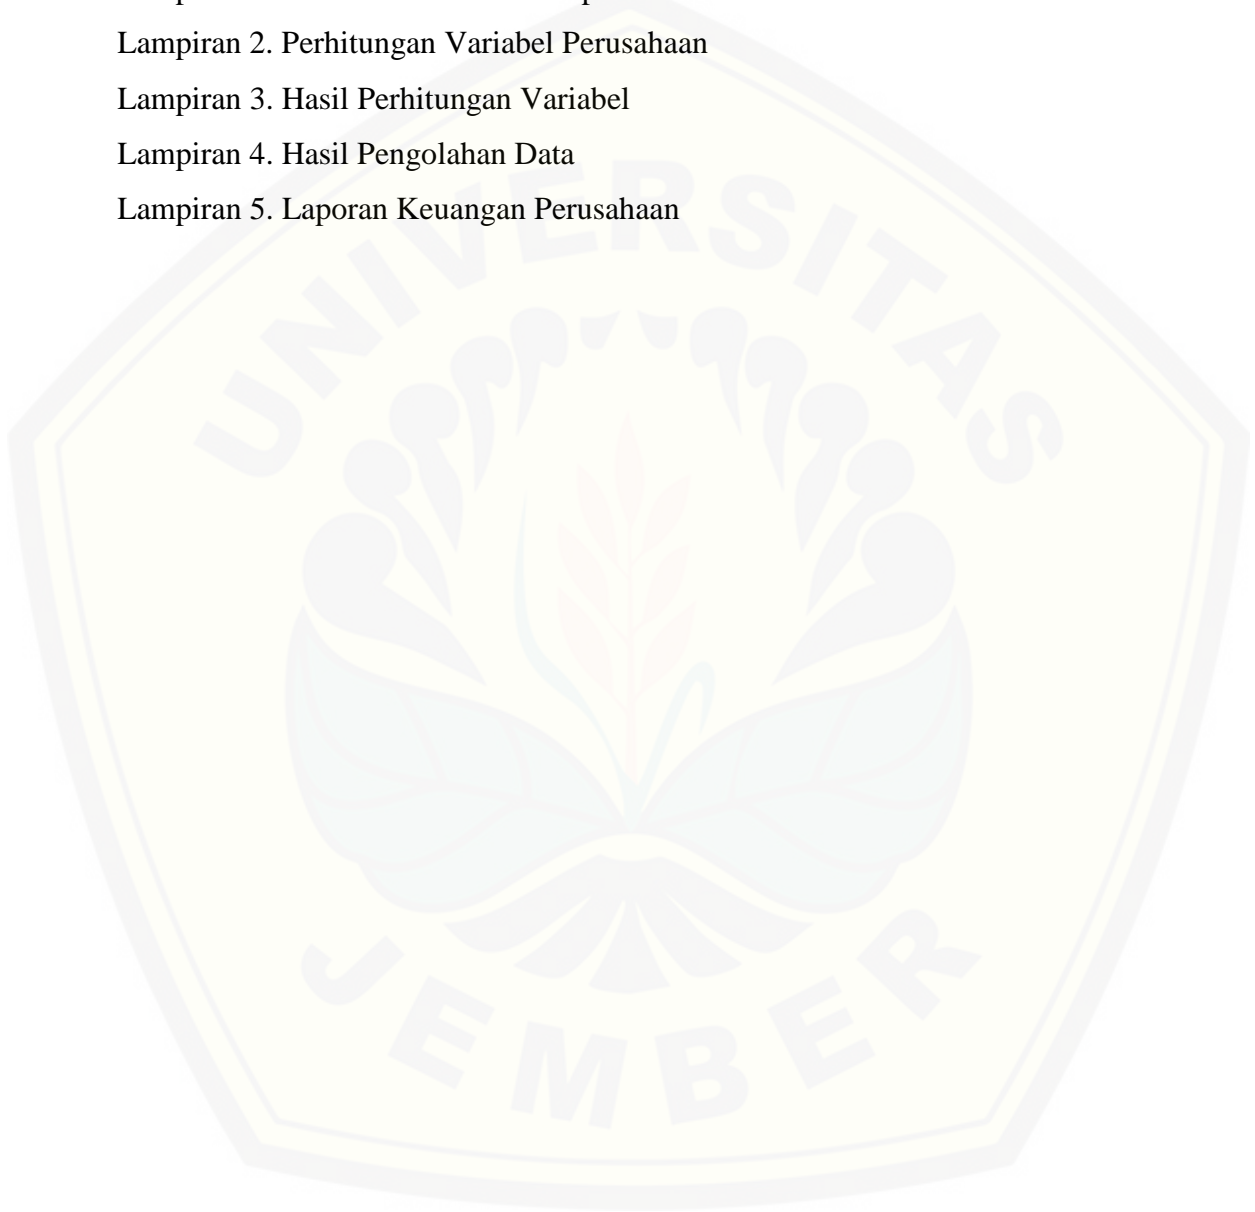 Lampiran 2. Perhitungan Variabel Perusahaan
Lampiran 3. Hasil Perhitungan Variabel
Lampiran 4. Hasil Pengolahan Data
Lampiran 5. Laporan Keuangan Perusahaan
UNIVERSITAS
JEMBER